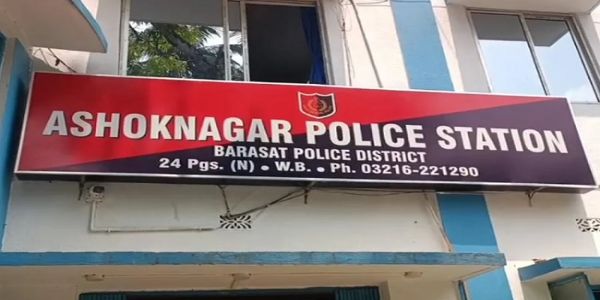 ASHOKNAGAR POLICE STATION
BARASAT POLICE DISTRICT
24 Pgs. (N) • W.B. • Ph. 03216-221290